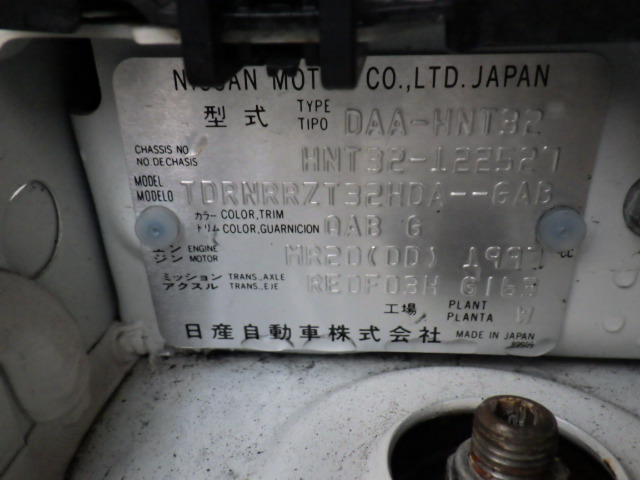 NISSAN MOTOR CO.,LTD.JAPAN
型式 TYPE TIPO DAA-HNT32
CHASSIS NO NO.DE CHASIS HNT32-122527
MODEL MODELO TDRNRRZT32HDA--GAB
カラー COLOR,TRIM トリム COLOR,GUARNICION QAB G
エンジン ENGINE MOTOR MR20(DD) 1997 CC
ミッション TRANS.,AXLE アクスル TRANS.,EJE RE0F03H G163
工場 PLANT PLANTA W
日産自動車株式会社 MADE IN JAPAN